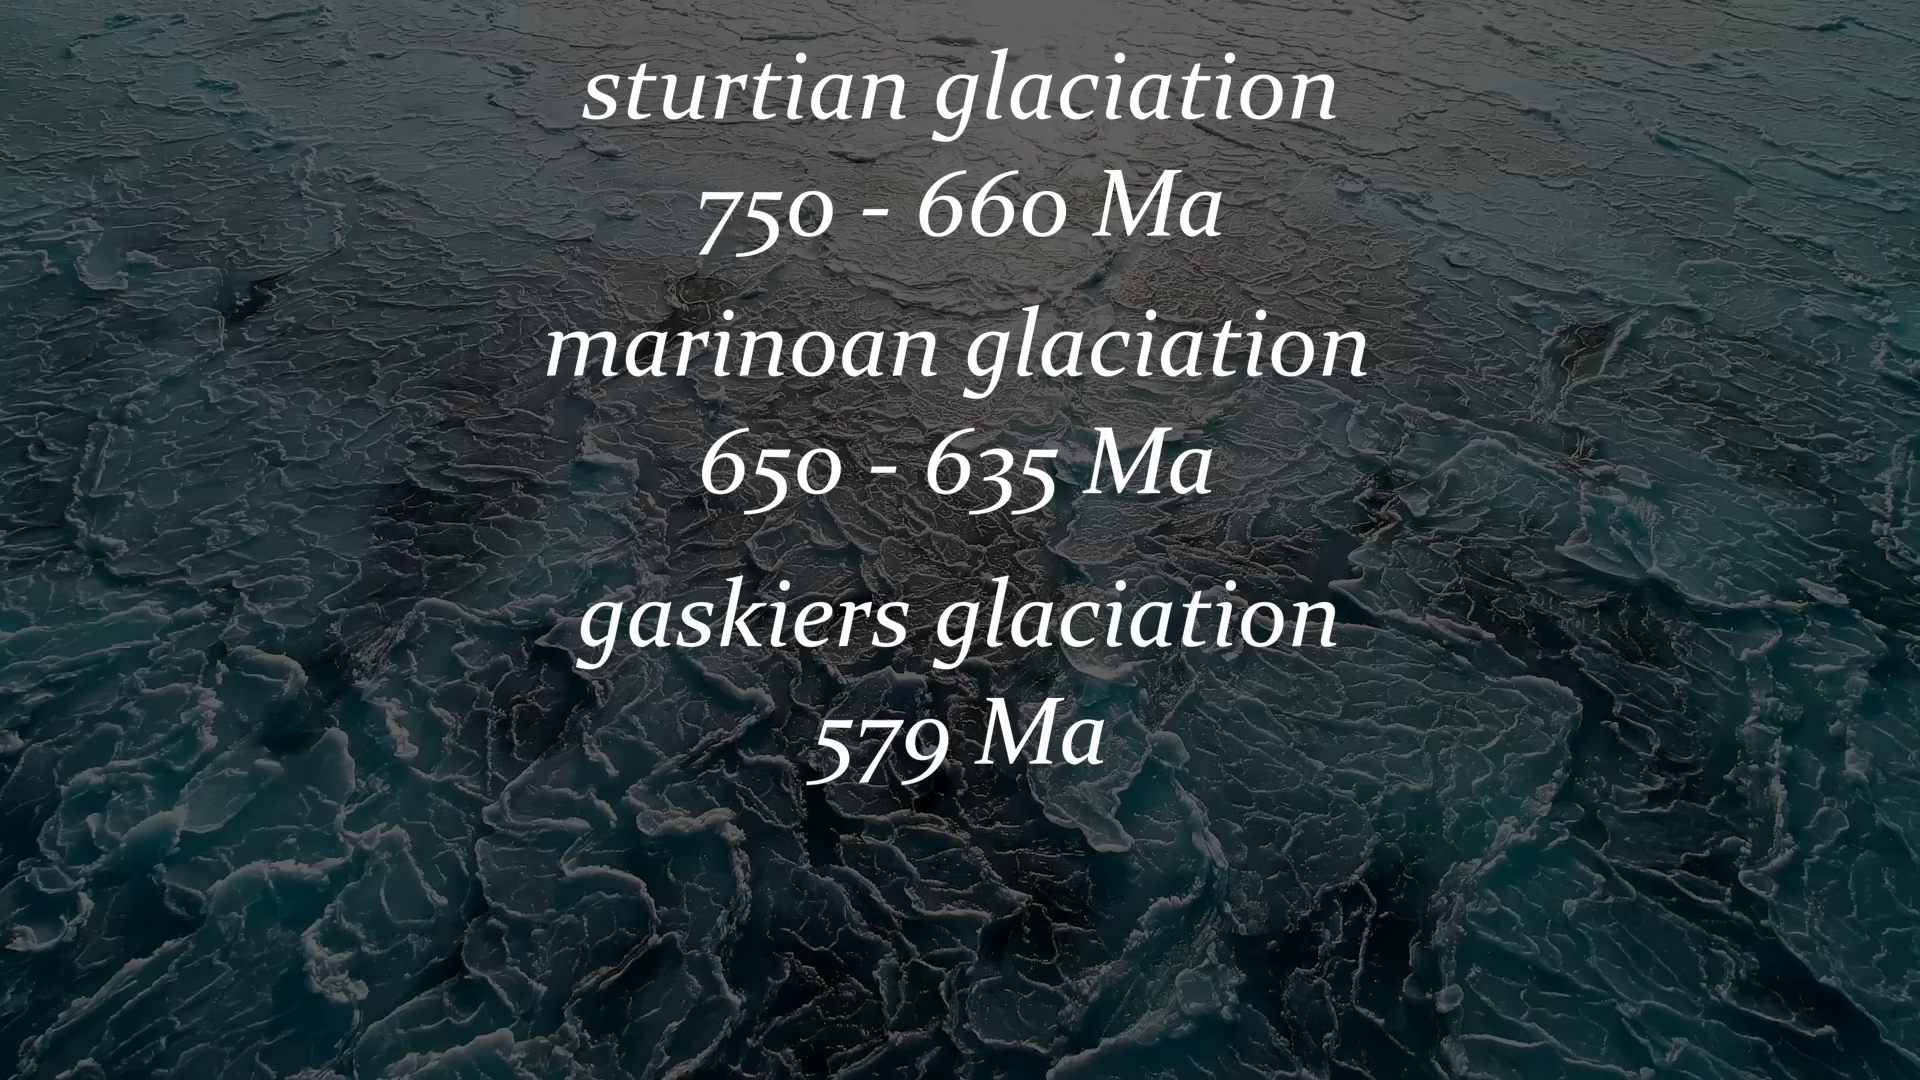 sturtian glaciation
750 - 660 Ma
marinoan glaciation
650 - 635 Ma
gaskiers glaciation
579 Ma